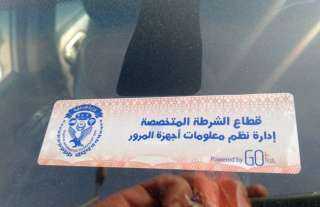 قطاع الشرطة المتخصصة
إدارة نظم معلومات أجهزة المرور
Powered by GO